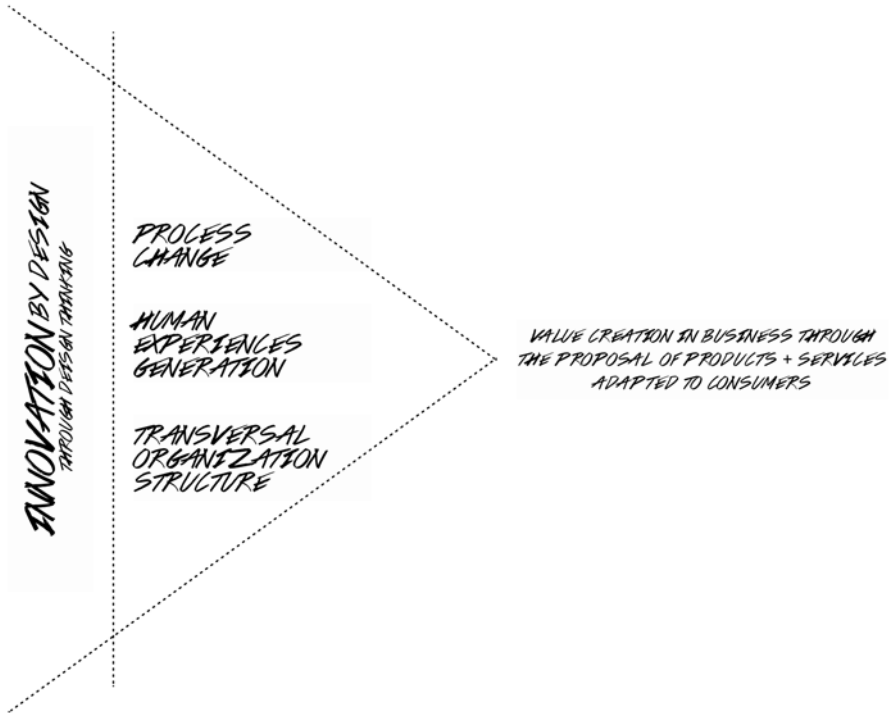 INNOVATION BY DESIGN
THROUGH DEISGN THINKING
PROCESS
CHANGE
HUMAN
EXPERIENCES
GENERATION
TRANSVERSAL
ORGANIZATION
STRUCTURE
VALUE CREATION IN BUSINESS THROUGH
THE PROPOSAL OF PRODUCTS + SERVICES
ADAPTED TO CONSUMERS